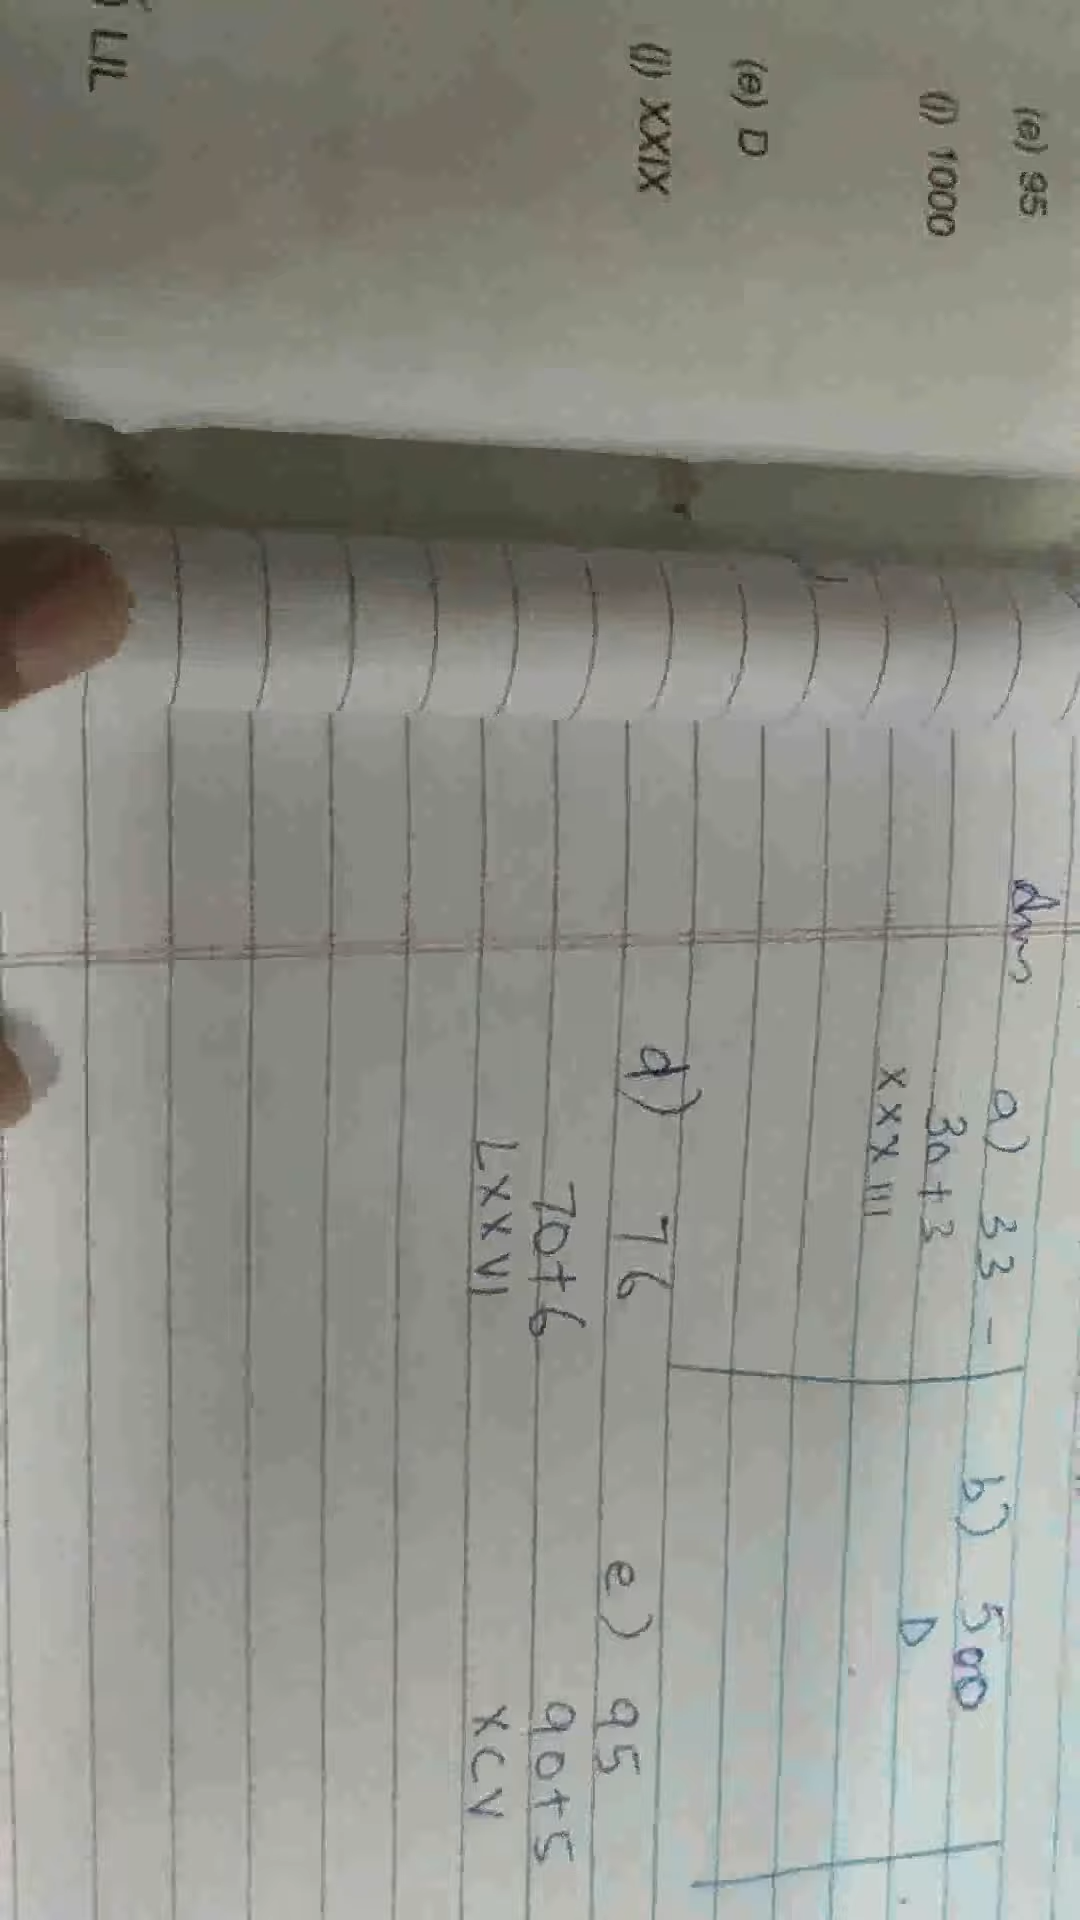 (e) 95
(j) 1000
(e) D
(j) XXIX
LIL
Ans a) 33 - b) 500
30+3 D
XXXIII
d) 76 e) 95
70+6 90+5
LXXVI XCV